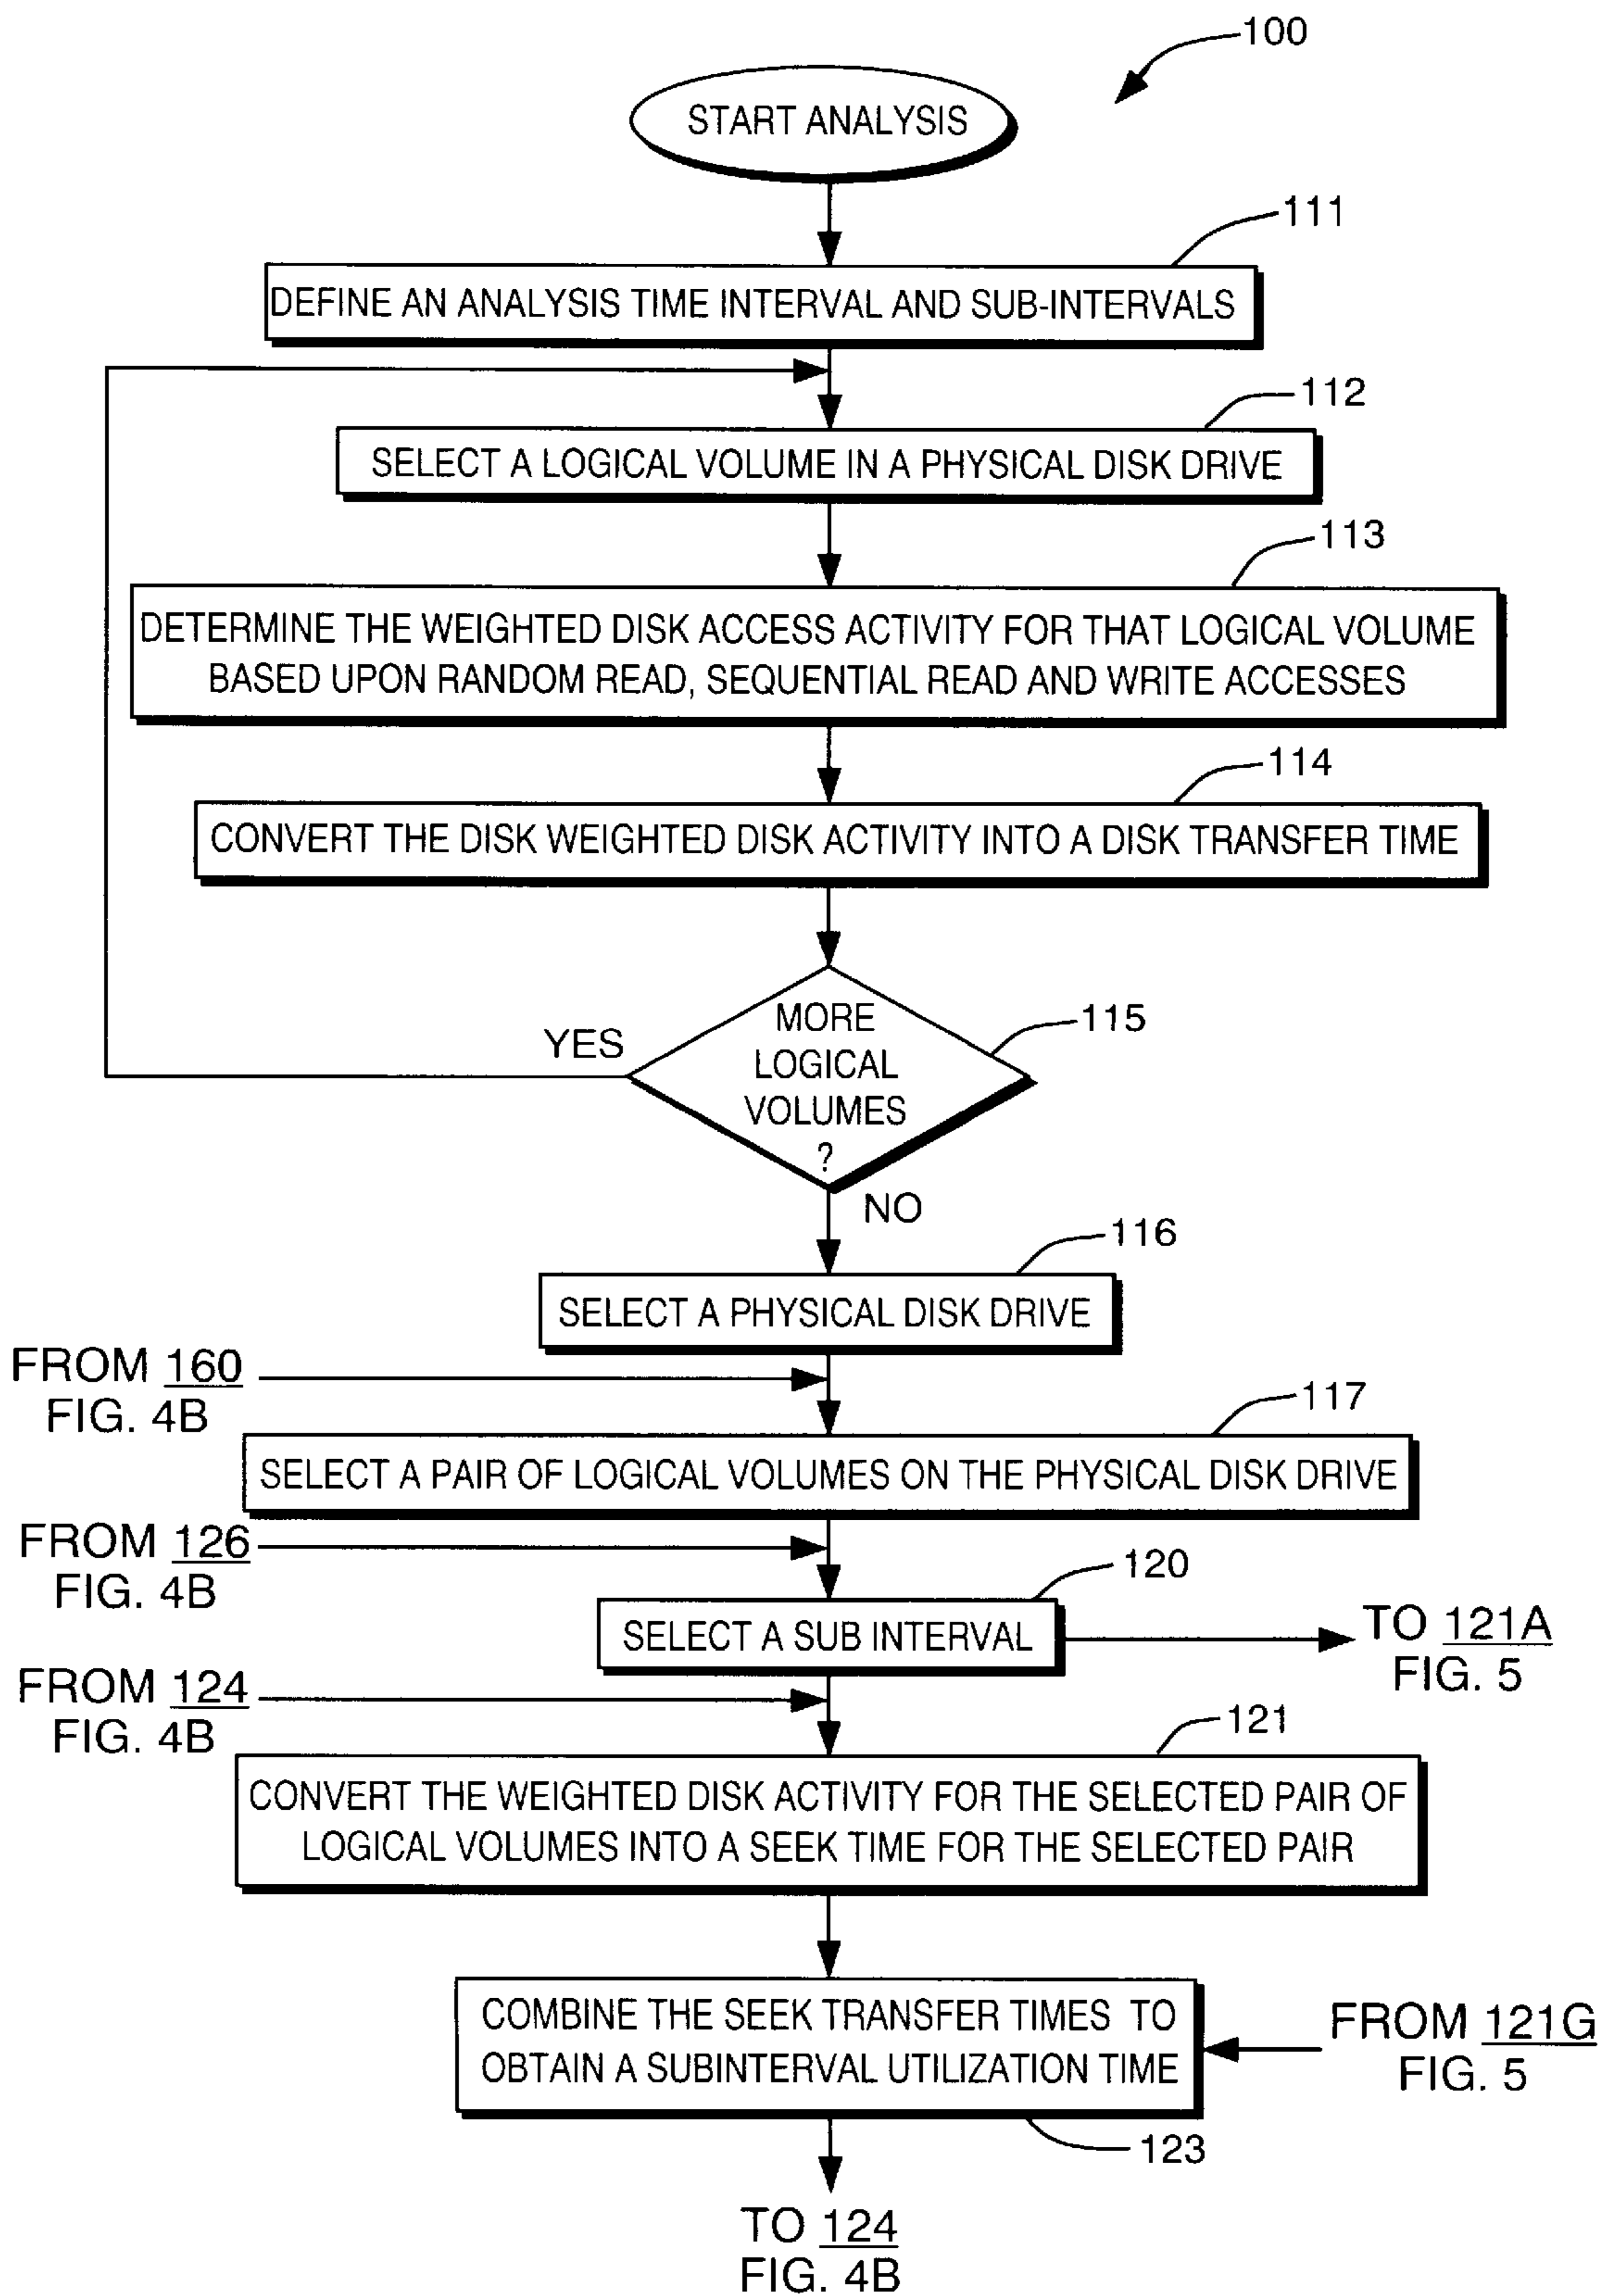 100
START ANALYSIS
111
DEFINE AN ANALYSIS TIME INTERVAL AND SUB-INTERVALS
112
SELECT A LOGICAL VOLUME IN A PHYSICAL DISK DRIVE
113
DETERMINE THE WEIGHTED DISK ACCESS ACTIVITY FOR THAT LOGICAL VOLUME
BASED UPON RANDOM READ, SEQUENTIAL READ AND WRITE ACCESSES
114
CONVERT THE DISK WEIGHTED DISK ACTIVITY INTO A DISK TRANSFER TIME
115
MORE
LOGICAL
VOLUMES
?
YES
NO
116
SELECT A PHYSICAL DISK DRIVE
FROM 160
FIG. 4B
117
SELECT A PAIR OF LOGICAL VOLUMES ON THE PHYSICAL DISK DRIVE
FROM 126
FIG. 4B
120
SELECT A SUB INTERVAL
TO 121A
FIG. 5
FROM 124
FIG. 4B
121
CONVERT THE WEIGHTED DISK ACTIVITY FOR THE SELECTED PAIR OF
LOGICAL VOLUMES INTO A SEEK TIME FOR THE SELECTED PAIR
COMBINE THE SEEK TRANSFER TIMES TO
OBTAIN A SUBINTERVAL UTILIZATION TIME
FROM 121G
FIG. 5
123
TO 124
FIG. 4B